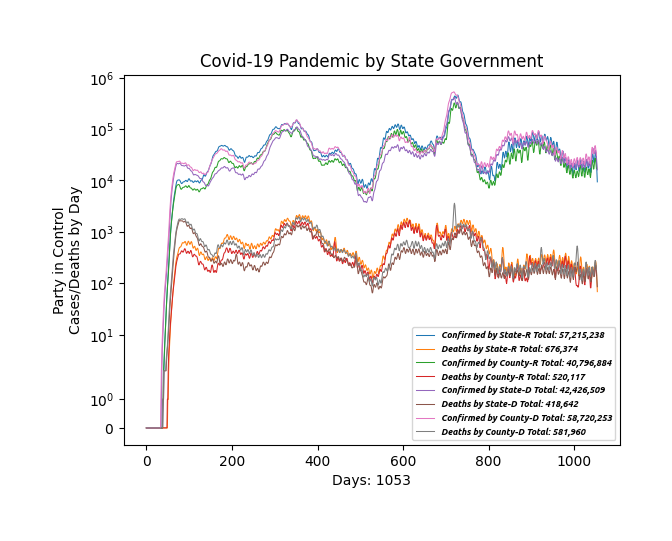 Covid-19 Pandemic by State Government
Party in Control
Cases/Deaths by Day
10^6
10^5
10^4
10^3
10^2
10^1
10^0
0
Confirmed by State-R Total: 57,215,238
Deaths by State-R Total: 676,374
Confirmed by County-R Total: 40,796,884
Deaths by County-R Total: 520,117
Confirmed by State-D Total: 42,426,509
Deaths by State-D Total: 418,642
Confirmed by County-D Total: 58,720,253
Deaths by County-D Total: 581,960
0 200 400 600 800 1000
Days: 1053